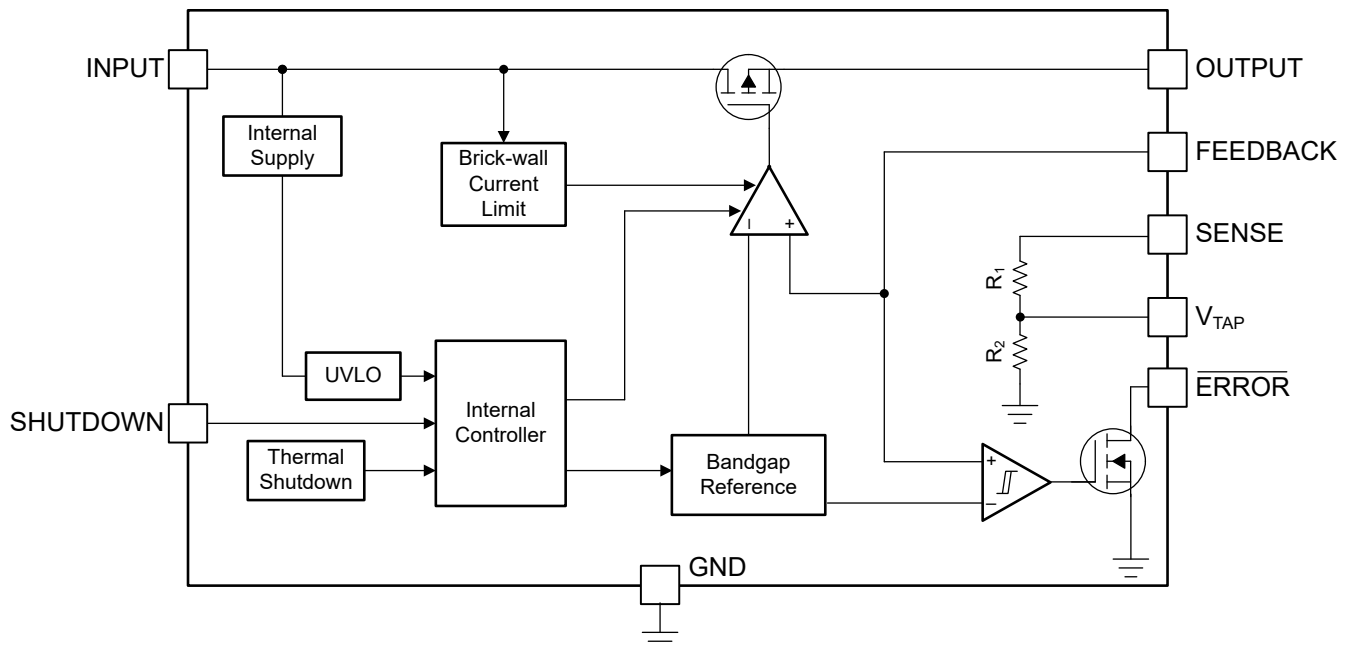 INPUT
OUTPUT
Internal
Supply
Brick-wall
Current
Limit
FEEDBACK
SENSE
R1
VTAP
R2
UVLO
ERROR
SHUTDOWN
Internal
Controller
Thermal
Shutdown
Bandgap
Reference
GND